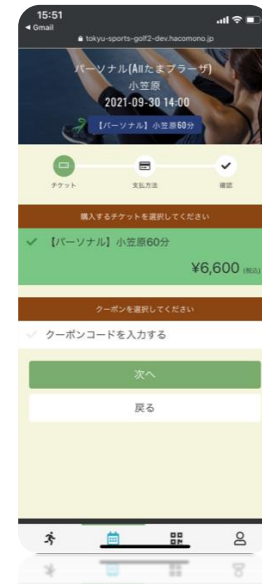 15:51
◀ Gmail
tokyu-sports-golf2-dev.hacomono.jp
パーソナル(Allたまプラーザ)
小笠原
2021-09-30 14:00
【パーソナル】小笠原60分
チケット
支払方法
確認
購入するチケットを選択してください
【パーソナル】小笠原60分
¥6,600 (税込)
クーポンを選択してください
クーポンコードを入力する
次へ
戻る